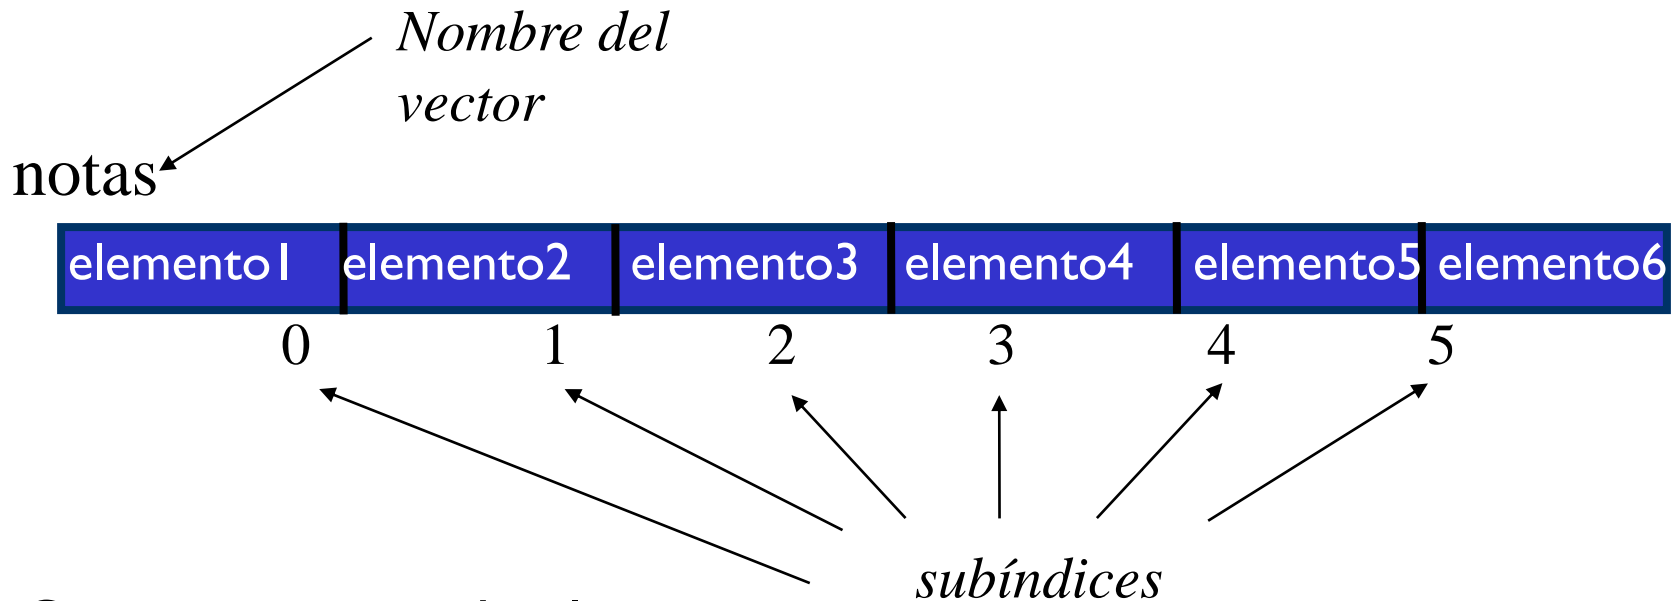 Nombre del
vector
notas
elemento1 elemento2 elemento3 elemento4 elemento5 elemento6
0 1 2 3 4 5
subíndices